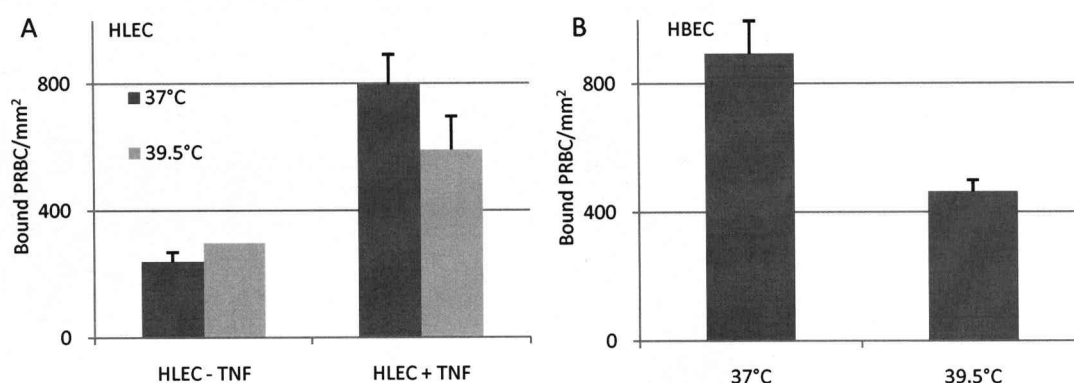 A
HLEC
800
400
0
Bound PRBC/mm²
37°C
39.5°C
HLEC - TNF
HLEC + TNF
B
HBEC
800
400
0
Bound PRBC/mm²
37°C
39.5°C